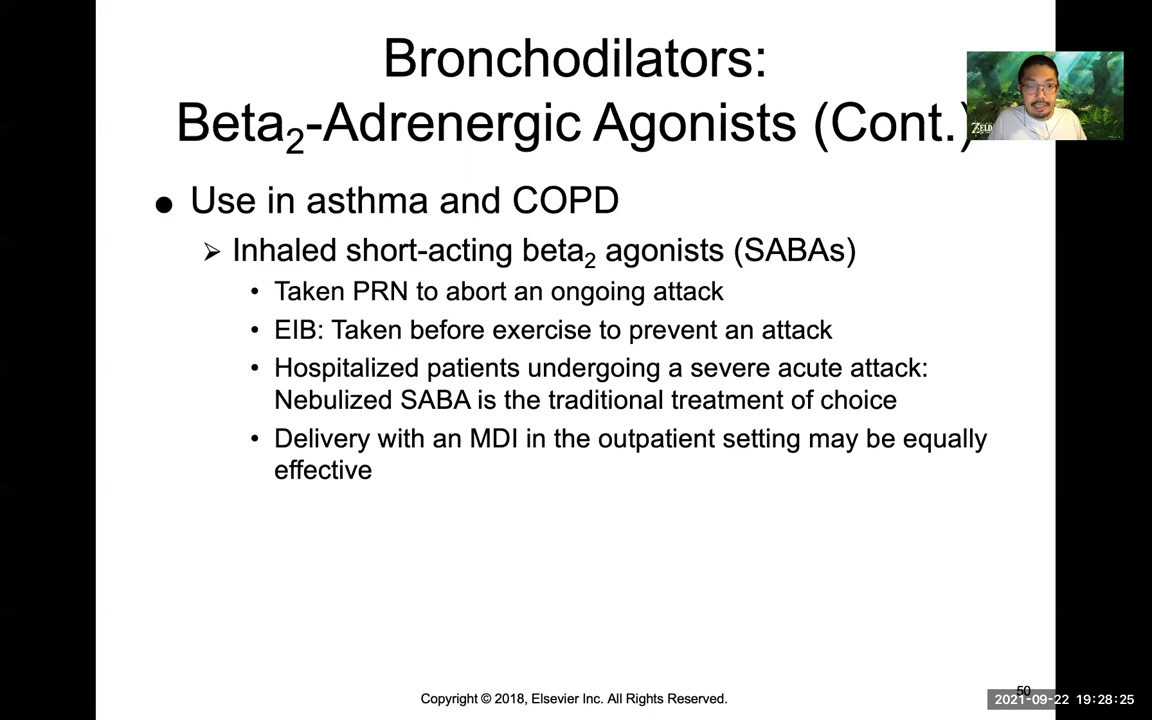 Bronchodilators:
Beta2-Adrenergic Agonists (Cont.)
ZELD
● Use in asthma and COPD
➢ Inhaled short-acting beta2 agonists (SABAs)
• Taken PRN to abort an ongoing attack
• EIB: Taken before exercise to prevent an attack
• Hospitalized patients undergoing a severe acute attack:
Nebulized SABA is the traditional treatment of choice
• Delivery with an MDI in the outpatient setting may be equally
effective
Copyright © 2018, Elsevier Inc. All Rights Reserved.
50
2021-09-22 19:28:25